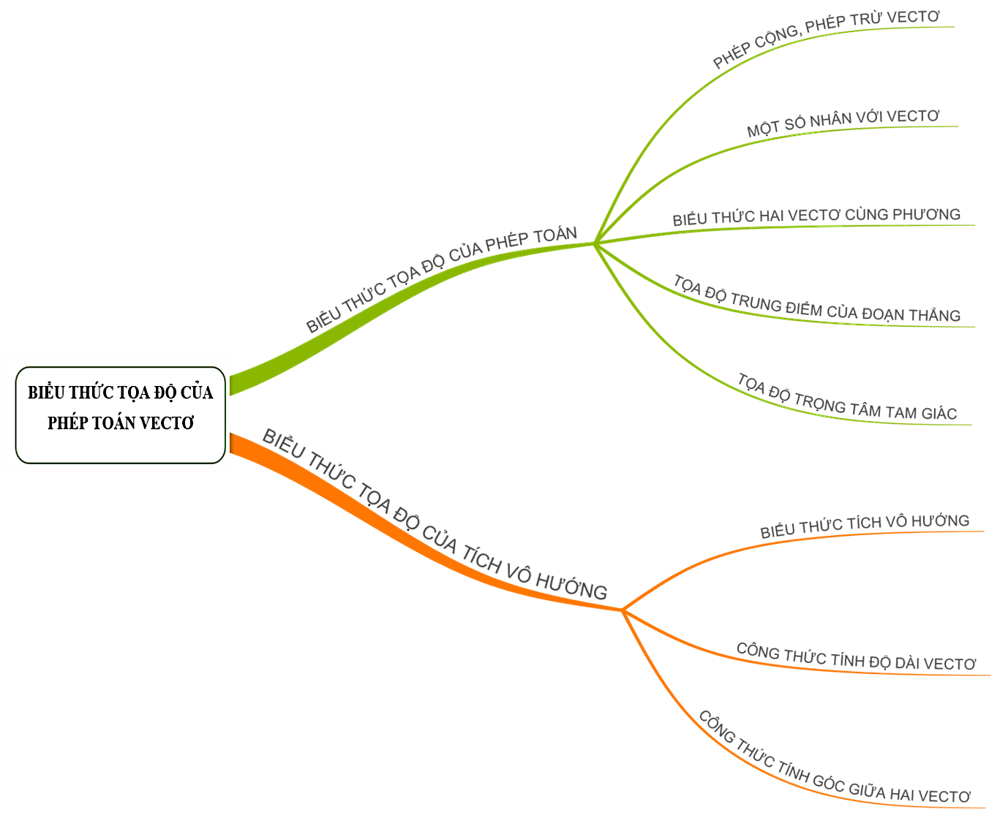 BIỂU THỨC TỌA ĐỘ CỦA
PHÉP TOÁN VECTƠ
BIỂU THỨC TỌA ĐỘ CỦA PHÉP TOÁN
PHÉP CỘNG, PHÉP TRỪ VECTƠ
MỘT SỐ NHÂN VỚI VECTƠ
BIỂU THỨC HAI VECTƠ CÙNG PHƯƠNG
TỌA ĐỘ TRUNG ĐIỂM CỦA ĐOẠN THẲNG
TỌA ĐỘ TRỌNG TÂM TAM GIÁC
BIỂU THỨC TỌA ĐỘ CỦA TÍCH VÔ HƯỚNG
BIỂU THỨC TÍCH VÔ HƯỚNG
CÔNG THỨC TÍNH ĐỘ DÀI VECTƠ
CÔNG THỨC TÍNH GÓC GIỮA HAI VECTƠ